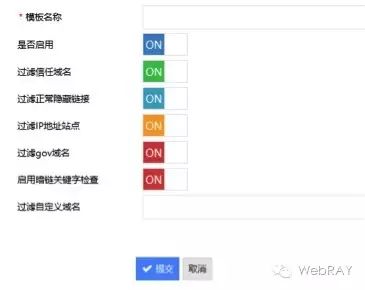 * 模板名称
是否启用 ON
过滤信任域名 ON
过滤正常隐藏链接 ON
过滤IP地址站点 ON
过滤gov域名 ON
启用暗链关键字检查 ON
过滤自定义域名
✔ 提交 取消
WebRAY